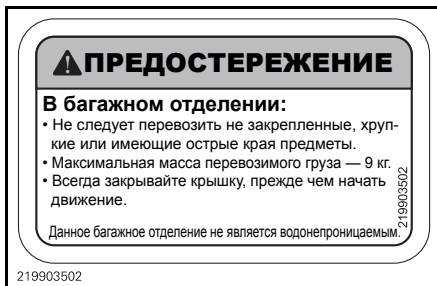 ПРЕДОСТЕРЕЖЕНИЕ
В багажном отделении:
• Не следует перевозить не закрепленные, хруп-
кие или имеющие острые края предметы.
• Максимальная масса перевозимого груза — 9 кг.
• Всегда закрывайте крышку, прежде чем начать
движение.
Данное багажное отделение не является водонепроницаемым.
219903502
219903502